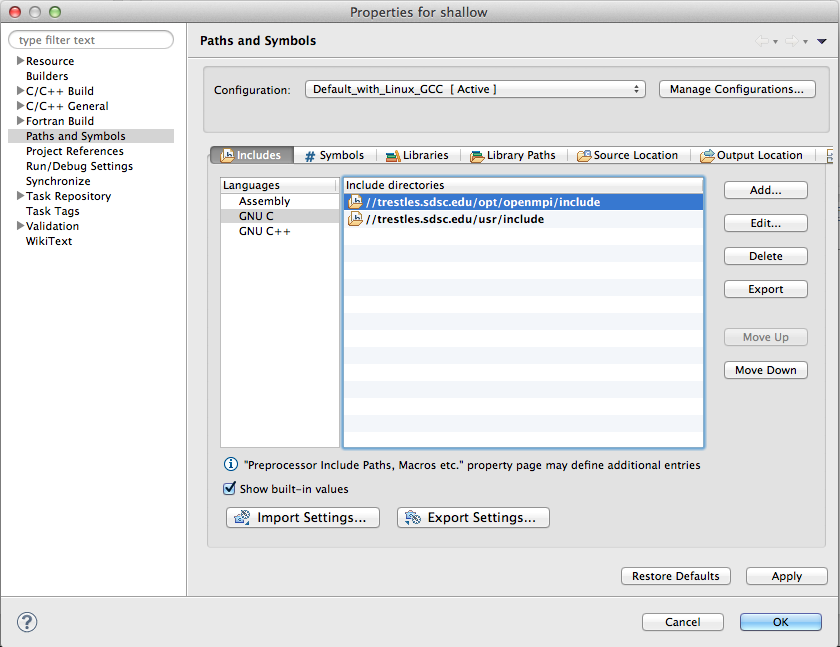 Properties for shallow
type filter text
Resource
Builders
C/C++ Build
C/C++ General
Fortran Build
Paths and Symbols
Project References
Run/Debug Settings
Synchronize
Task Repository
Task Tags
Validation
WikiText
Paths and Symbols
Configuration: Default_with_Linux_GCC [ Active ] Manage Configurations...
Includes # Symbols Libraries Library Paths Source Location Output Location
Languages
Assembly
GNU C
GNU C++
Include directories
//trestles.sdsc.edu/opt/openmpi/include
//trestles.sdsc.edu/usr/include
Add...
Edit...
Delete
Export
Move Up
Move Down
"Preprocessor Include Paths, Macros etc." property page may define additional entries
Show built-in values
Import Settings... Export Settings...
Restore Defaults Apply
? Cancel OK